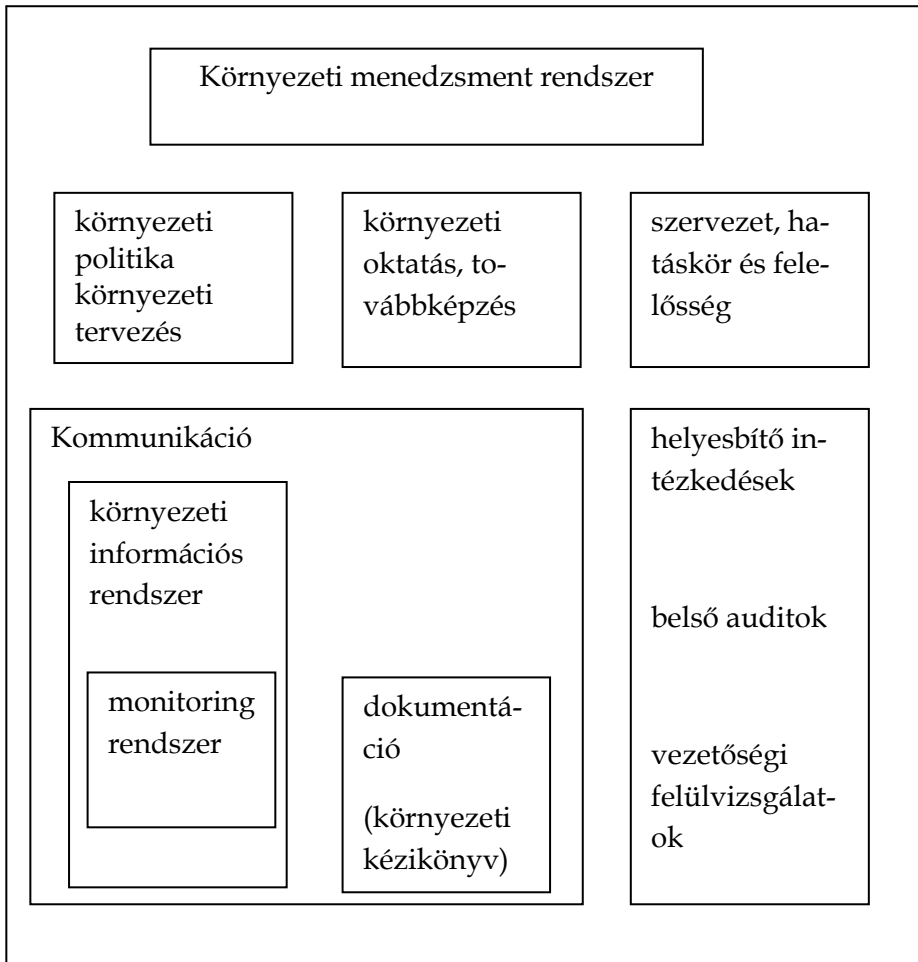 Környezeti menedzsment rendszer
környezeti
politika
környezeti
tervezés
környezeti
oktatás, to-
vábbképzés
szervezet, ha-
táskör és fele-
lősség
Kommunikáció
környezeti
információs
rendszer
monitoring
rendszer
dokumentá-
ció
(környezeti
kézikönyv)
helyesbítő in-
tézkedések
belső auditok
vezetőségi
felülvizsgálat-
ok